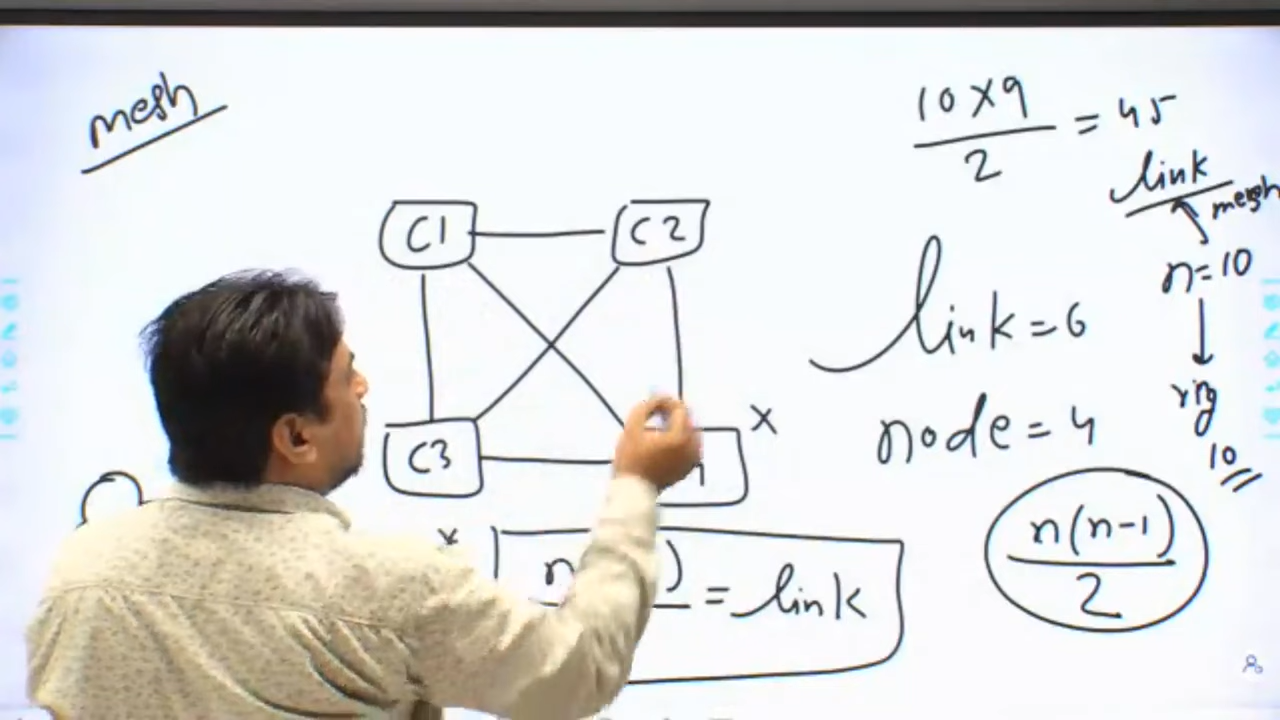 mesh
10 X 9
2
= 45
link
mesh
C1
C2
n = 10
link = 6
ring
node = 4
10
C3
X
n(n-1)
2
= link